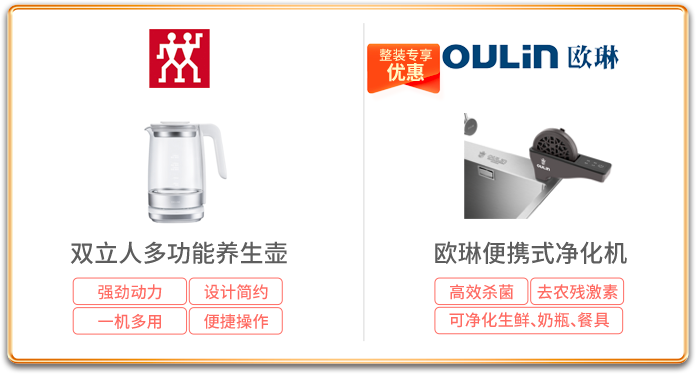 双立人多功能养生壶
强劲动力
设计简约
一机多用
便捷操作
整装专享
优惠
OULIN 欧琳
OULIN
欧琳便携式净化机
高效杀菌
去农残激素
可净化生鲜、奶瓶、餐具